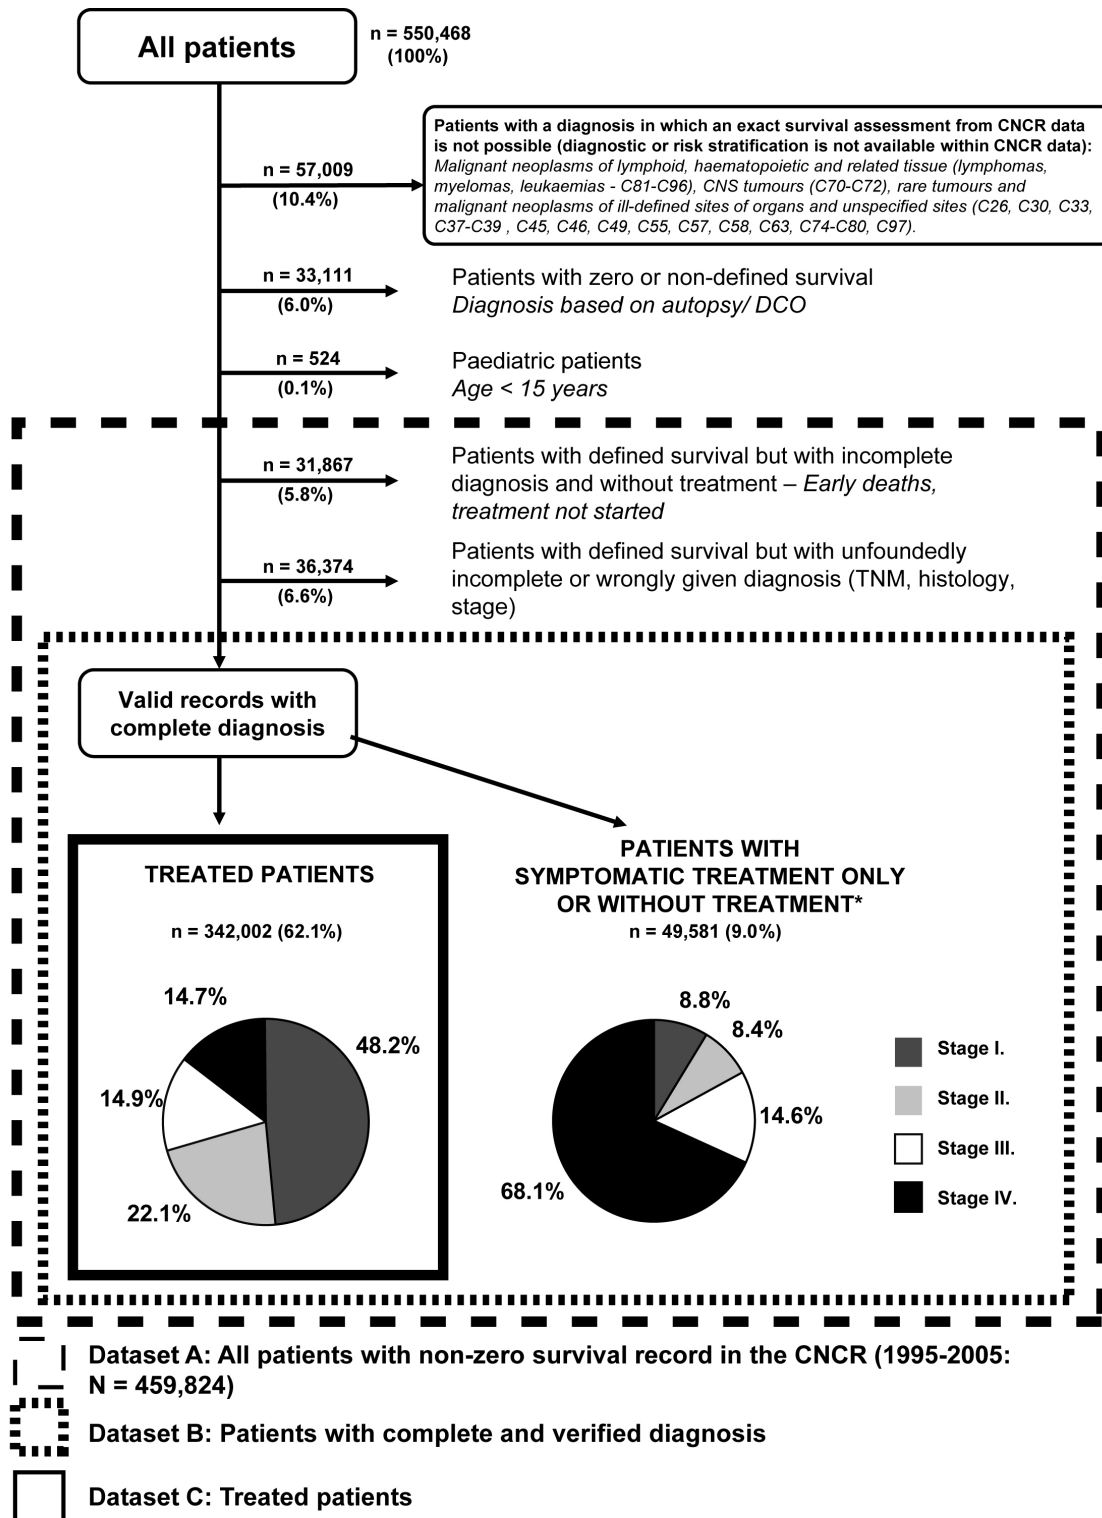 All patients
n = 550,468
(100%)
Patients with a diagnosis in which an exact survival assessment from CNCR data
is not possible (diagnostic or risk stratification is not available within CNCR data):
Malignant neoplasms of lymphoid, haematopoietic and related tissue (lymphomas,
myelomas, leukaemias - C81-C96), CNS tumours (C70-C72), rare tumours and
malignant neoplasms of ill-defined sites of organs and unspecified sites (C26, C30, C33,
C37-C39 , C45, C46, C49, C55, C57, C58, C63, C74-C80, C97).
n = 57,009
(10.4%)
n = 33,111
(6.0%)
Patients with zero or non-defined survival
Diagnosis based on autopsy/ DCO
n = 524
(0.1%)
Paediatric patients
Age < 15 years
n = 31,867
(5.8%)
Patients with defined survival but with incomplete
diagnosis and without treatment – Early deaths,
treatment not started
n = 36,374
(6.6%)
Patients with defined survival but with unfoundedly
incomplete or wrongly given diagnosis (TNM, histology,
stage)
Valid records with
complete diagnosis
TREATED PATIENTS
n = 342,002 (62.1%)
14.7%
48.2%
14.9%
22.1%
PATIENTS WITH
SYMPTOMATIC TREATMENT ONLY
OR WITHOUT TREATMENT*
n = 49,581 (9.0%)
8.8%
8.4%
14.6%
68.1%
Stage I.
Stage II.
Stage III.
Stage IV.
Dataset A: All patients with non-zero survival record in the CNCR (1995-2005:
N = 459,824)
Dataset B: Patients with complete and verified diagnosis
Dataset C: Treated patients